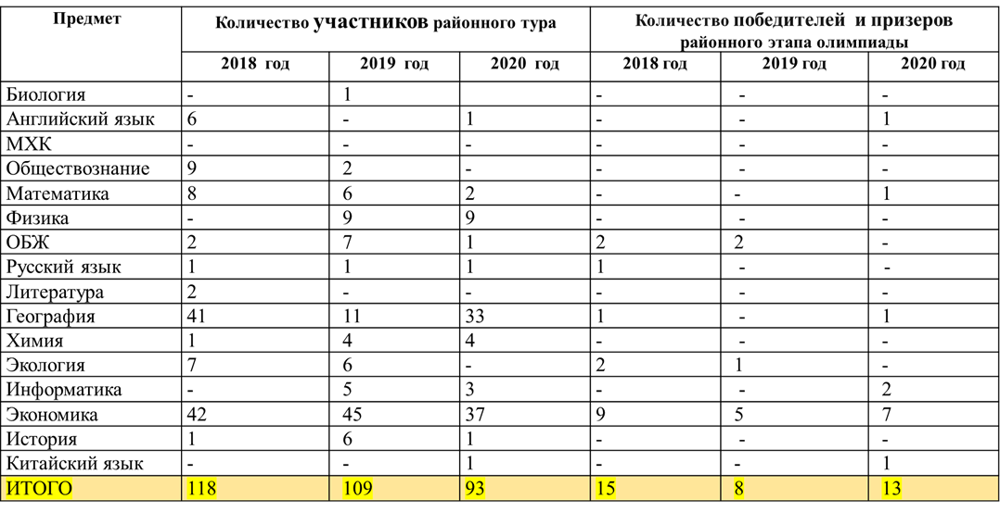 Предмет Количество участников районного тура Количество победителей и призеров
районного этапа олимпиады
2018 год 2019 год 2020 год 2018 год 2019 год 2020 год
Биология - 1 - - -
Английский язык 6 - 1 - - 1
МХК - - - - - -
Обществознание 9 2 - - - -
Математика 8 6 2 - - 1
Физика - 9 9 - - -
ОБЖ 2 7 1 2 2 -
Русский язык 1 1 1 1 - -
Литература 2 - - - - -
География 41 11 33 1 - 1
Химия 1 4 4 - - -
Экология 7 6 - 2 1 -
Информатика - 5 3 - - 2
Экономика 42 45 37 9 5 7
История 1 6 1 - - -
Китайский язык - - 1 - - 1
ИТОГО 118 109 93 15 8 13